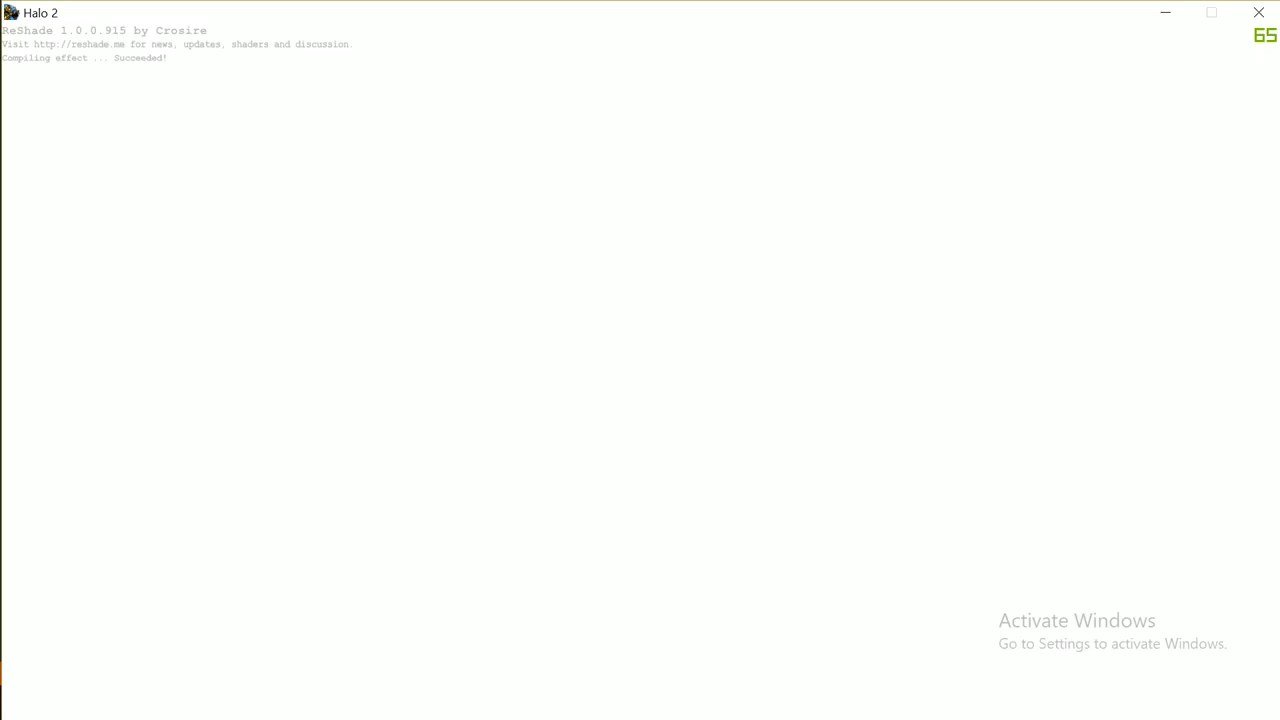 Halo 2
ReShade 1.0.0.915 by Crosire
65
Visit http://reshade.me for news, updates, shaders and discussion.
Compiling effect ... Succeeded!
Activate Windows
Go to Settings to activate Windows.